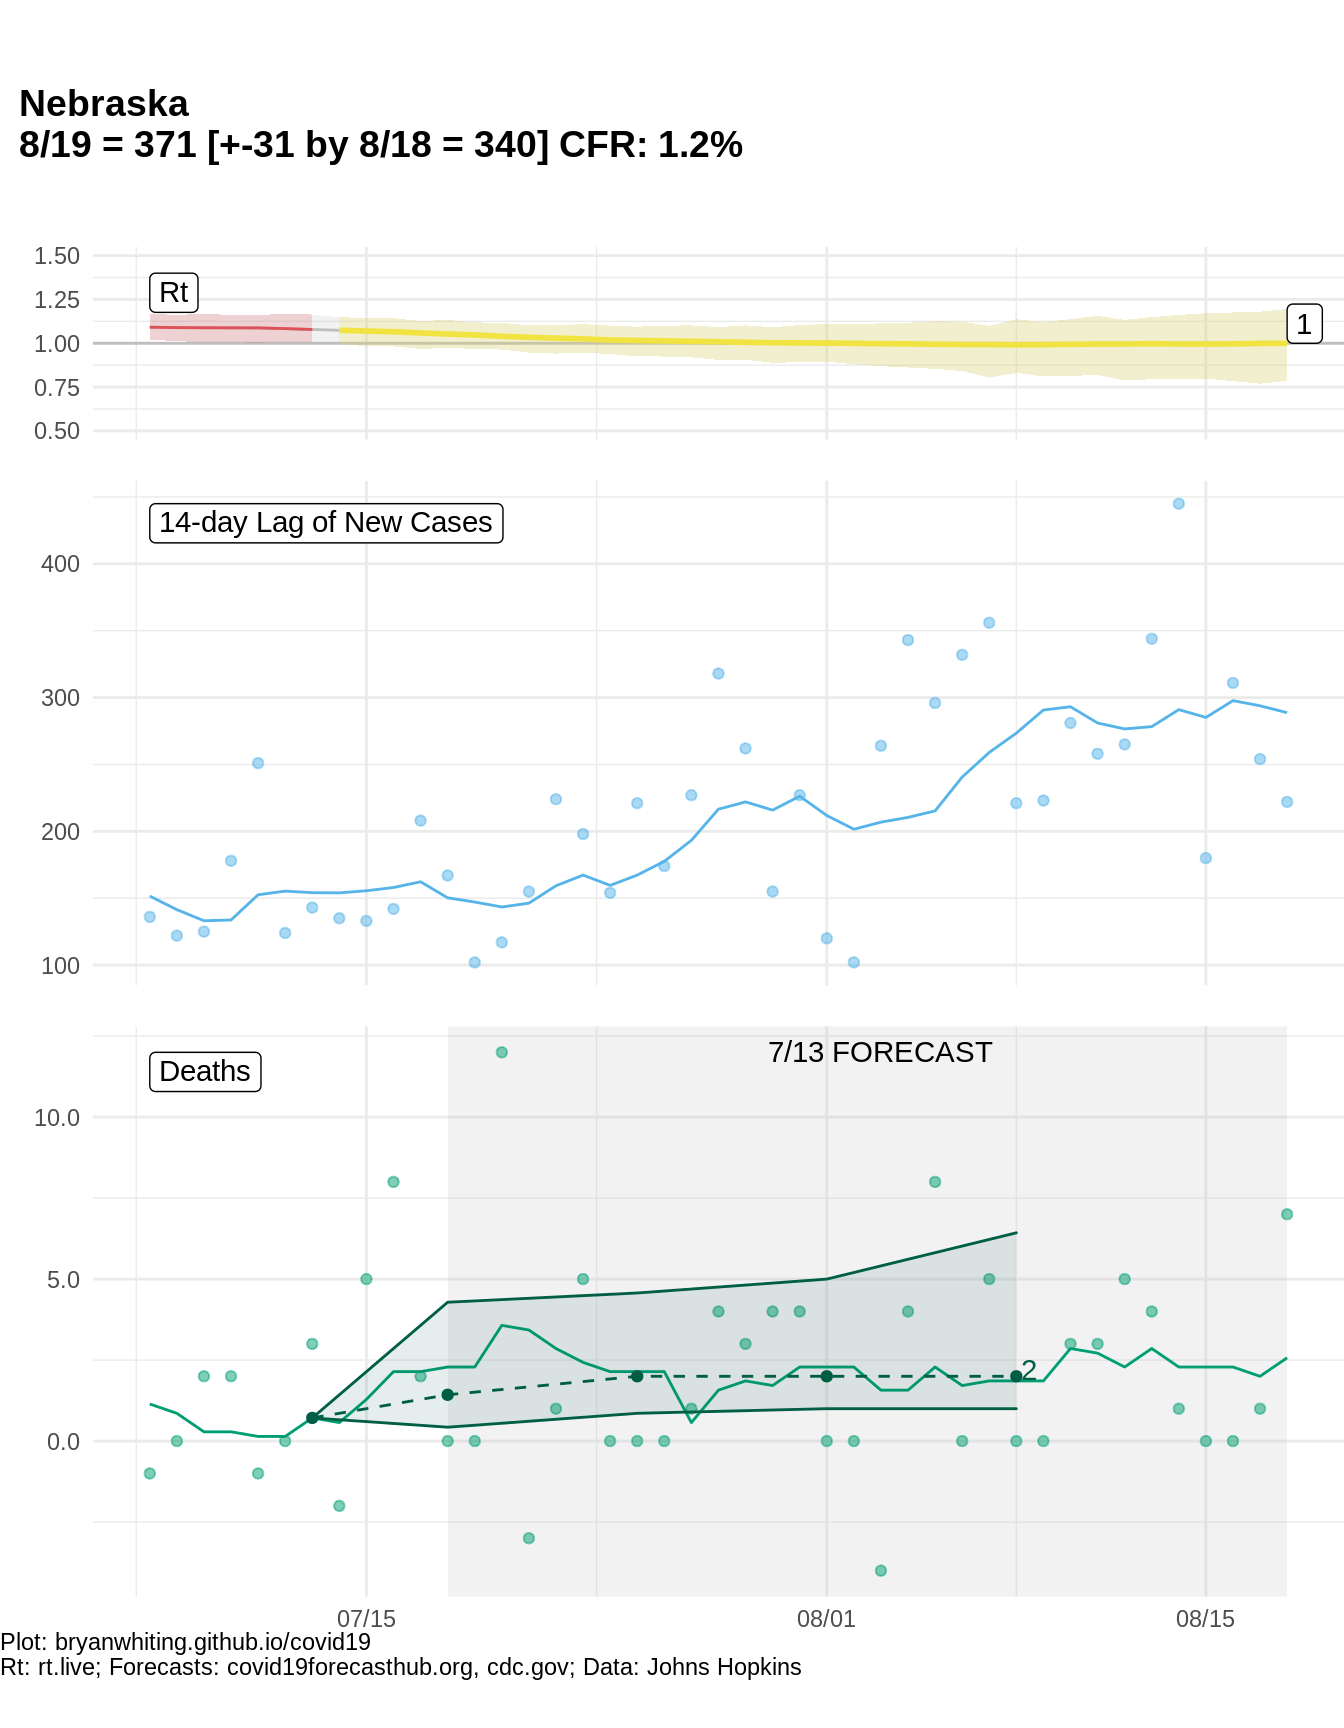 Nebraska
8/19 = 371 [+-31 by 8/18 = 340] CFR: 1.2%
1.50
1.25
1.00
0.75
0.50
Rt
1
14-day Lag of New Cases
400
300
200
100
Deaths
7/13 FORECAST
10.0
5.0
0.0
2
07/15
08/01
08/15
Plot: bryanwhiting.github.io/covid19
Rt: rt.live; Forecasts: covid19forecasthub.org, cdc.gov; Data: Johns Hopkins